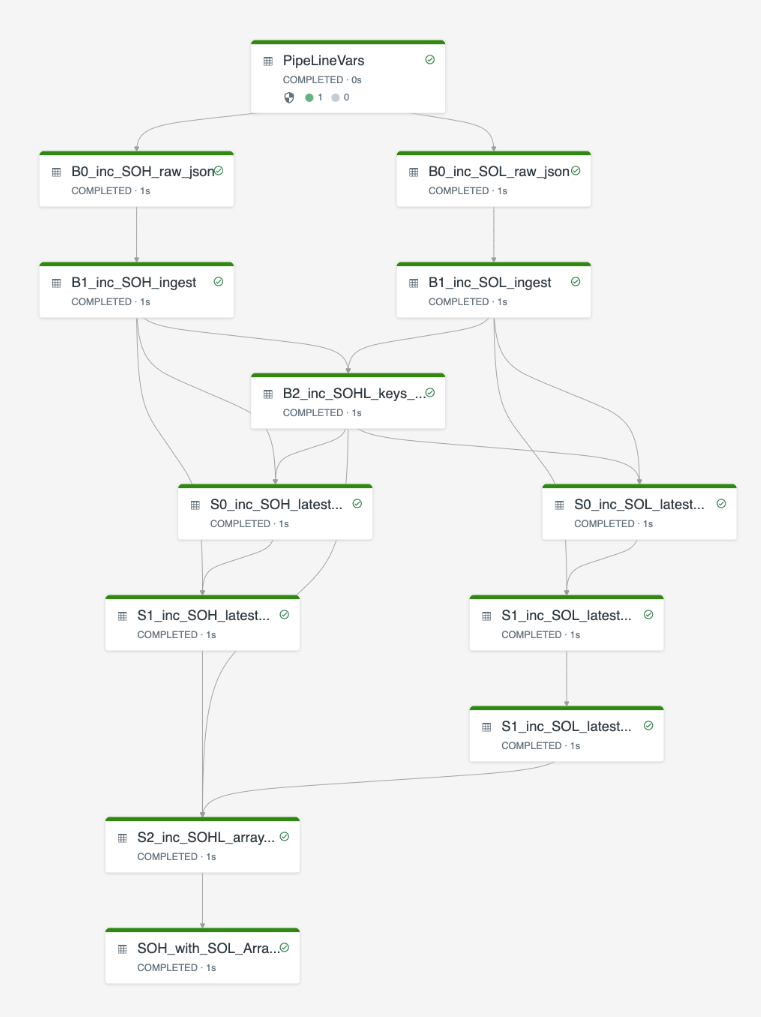 PipeLineVars
COMPLETED · 0s
1 0
B0_inc_SOH_raw_json
COMPLETED · 1s
B0_inc_SOL_raw_json
COMPLETED · 1s
B1_inc_SOH_ingest
COMPLETED · 1s
B1_inc_SOL_ingest
COMPLETED · 1s
B2_inc_SOHL_keys_...
COMPLETED · 1s
S0_inc_SOH_latest...
COMPLETED · 1s
S0_inc_SOL_latest...
COMPLETED · 1s
S1_inc_SOH_latest...
COMPLETED · 1s
S1_inc_SOL_latest...
COMPLETED · 1s
S1_inc_SOL_latest...
COMPLETED · 1s
S2_inc_SOHL_array...
COMPLETED · 1s
SOH_with_SOL_Arra...
COMPLETED · 1s